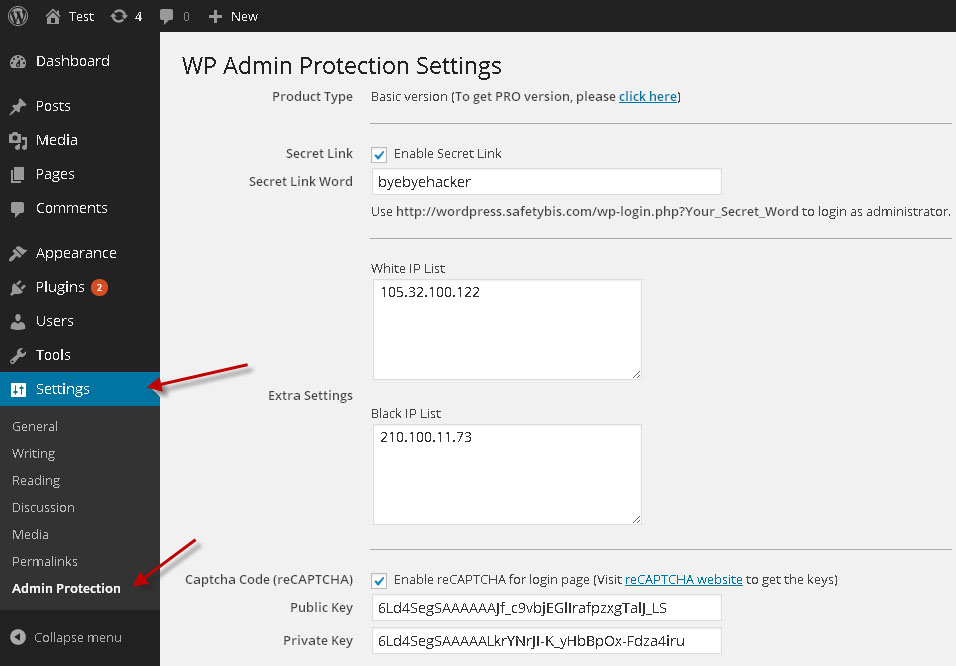 Test 4 0 New
Dashboard
Posts
Media
Pages
Comments
Appearance
Plugins 2
Users
Tools
Settings
General
Writing
Reading
Discussion
Media
Permalinks
Admin Protection
Collapse menu
WP Admin Protection Settings
Product Type Basic version (To get PRO version, please click here)
Secret Link Enable Secret Link
Secret Link Word byebyehacker
Use http://wordpress.safetybis.com/wp-login.php?Your_Secret_Word to login as administrator.
White IP List
105.32.100.122
Extra Settings
Black IP List
210.100.11.73
Captcha Code (reCAPTCHA) Enable reCAPTCHA for login page (Visit reCAPTCHA website to get the keys)
Public Key
Private Key